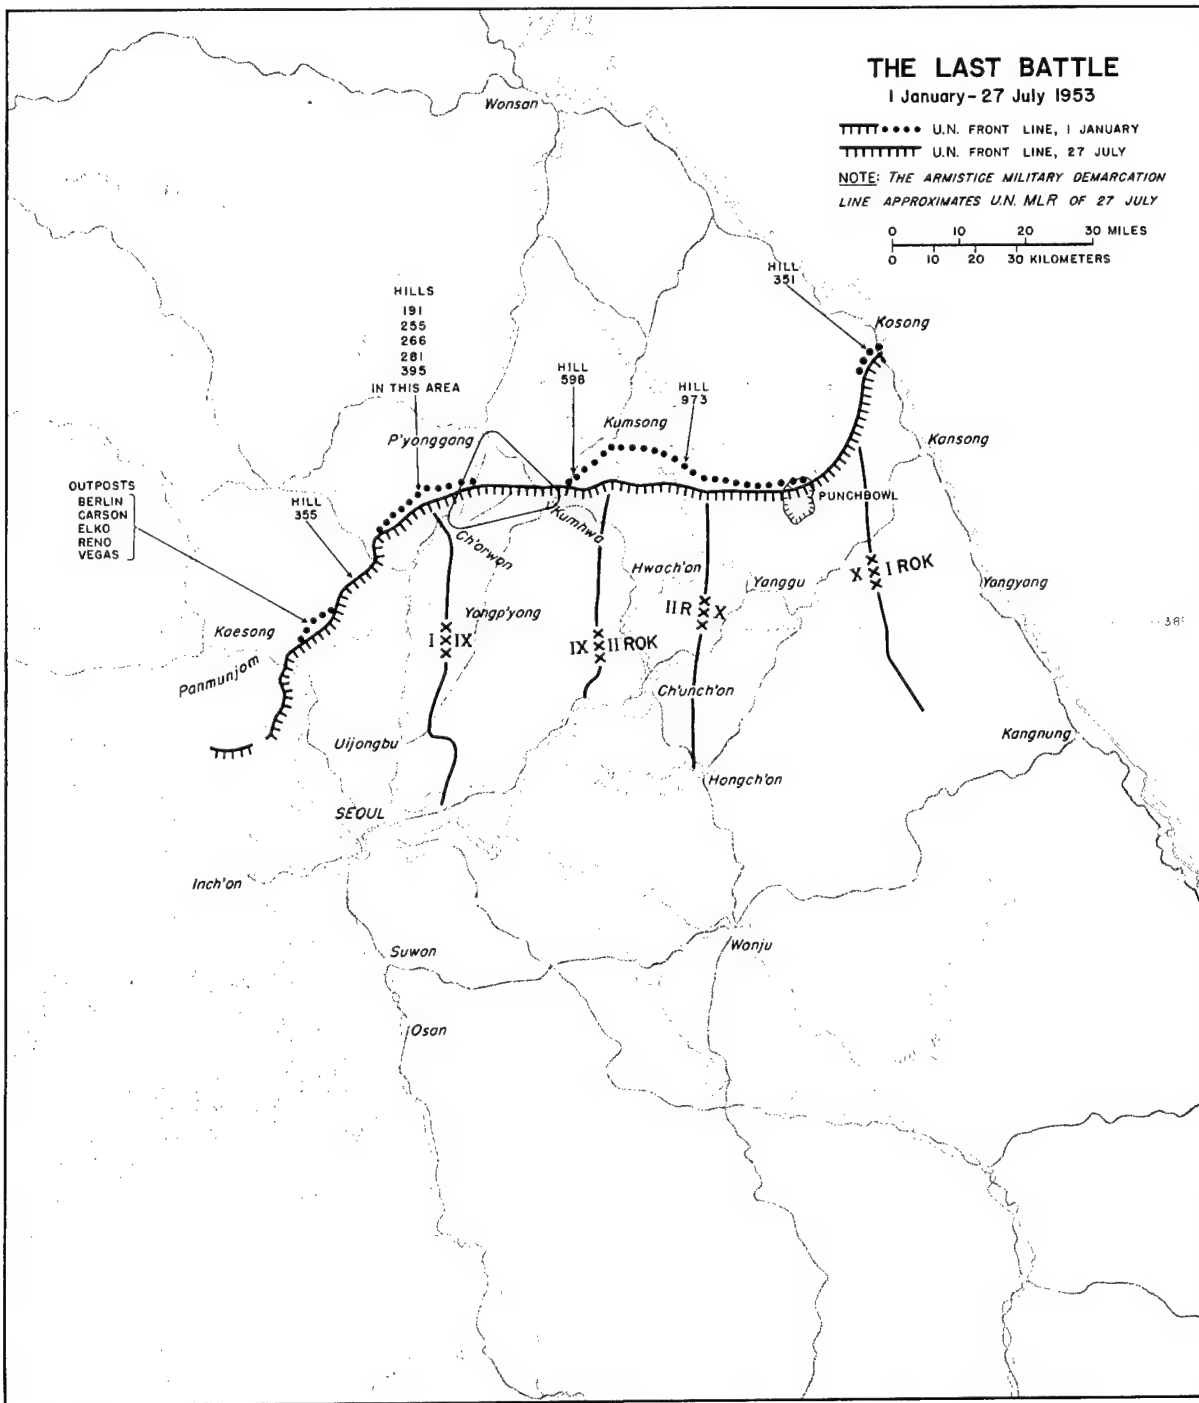 THE LAST BATTLE
1 January - 27 July 1953
U.N. FRONT LINE, 1 JANUARY
U.N. FRONT LINE, 27 JULY
NOTE: THE ARMISTICE MILITARY DEMARCATION
LINE APPROXIMATES U.N. MLR OF 27 JULY
0 10 20 30 MILES
0 10 20 30 KILOMETERS
Wonsan
HILL
351
Kosong
HILLS
191
255
266
281
395
IN THIS AREA
HILL
598
HILL
973
Kumsong
P'yonggang
Kansong
OUTPOSTS
BERLIN
CARSON
ELKO
RENO
VEGAS
HILL
355
PUNCHBOWL
Kumhwa
Ch'orwon
Hwach'on
Yanggu
X I ROK
Yangyang
Yongp'yong
II R X
38°
Kaesong
I IX
IX II ROK
Panmunjom
Ch'unch'on
Uijongbu
Kangnung
Hongch'on
SEOUL
Inch'on
Suwon
Wonju
Osan